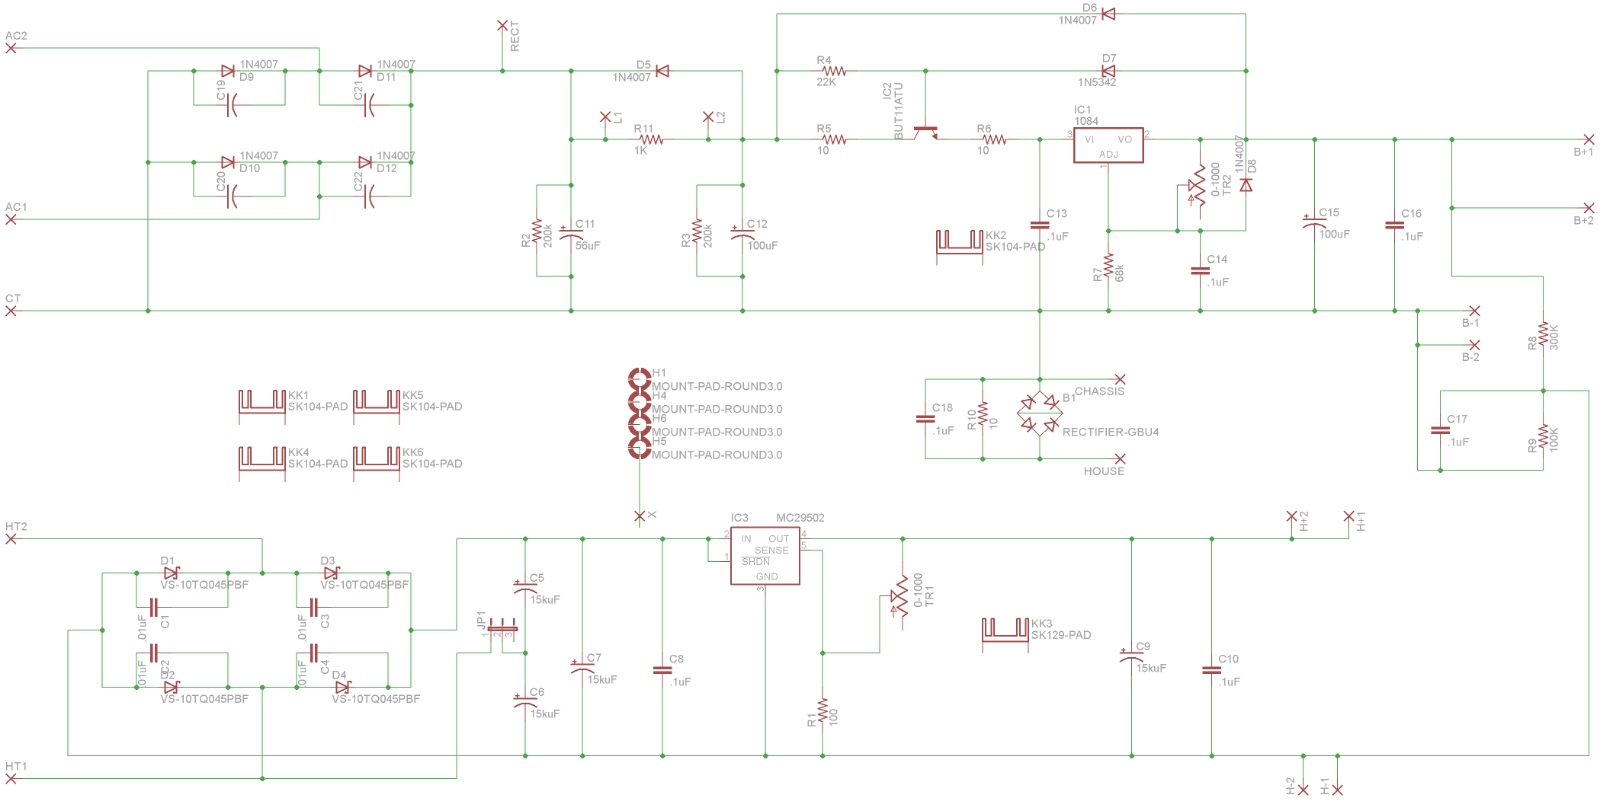 AC2
1N4007
D9
C19
1N4007
D11
C21
RECT
D5
1N4007
D6
1N4007
R4
22K
D7
1N5342
IC2
BUT11ATU
IC1
1084
L1
L2
R11
1K
R5
10
R6
10
3
VI
VO
2
ADJ
1
B+1
1N4007
D10
C20
1N4007
D12
C22
0-1000
TR2
1N4007
D8
AC1
B+2
R2
200k
C11
56uF
R3
200k
C12
100uF
KK2
SK104-PAD
C13
.1uF
R7
68k
C14
.1uF
C15
100uF
C16
.1uF
CT
B-1
B-2
R8
300K
H1
MOUNT-PAD-ROUND3.0
H4
MOUNT-PAD-ROUND3.0
H6
MOUNT-PAD-ROUND3.0
H5
MOUNT-PAD-ROUND3.0
KK1
SK104-PAD
KK5
SK104-PAD
KK4
SK104-PAD
KK6
SK104-PAD
CHASSIS
C18
.1uF
R10
10
B1
RECTIFIER-GBU4
HOUSE
C17
.1uF
R9
100K
X
HT2
IC3
MC29502
2
IN
OUT
4
SENSE
5
1
SHDN
GND
3
H+2
H+1
D1
VS-10TQ045PBF
D3
VS-10TQ045PBF
.01uF
C1
C3
.01uF
C2
D2
VS-10TQ045PBF
.01uF
C4
D4
VS-10TQ045PBF
.01uF
JP1
1
2
3
C5
15kuF
C6
15kuF
C7
15kuF
C8
.1uF
0-1000
TR1
R1
100
KK3
SK129-PAD
C9
15kuF
C10
.1uF
HT1
H-2
H-1